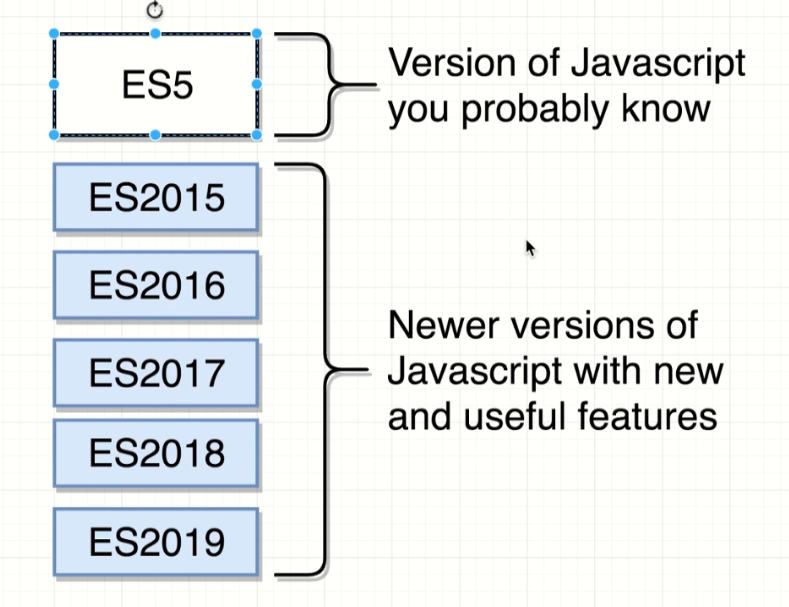 ES5
Version of Javascript
you probably know
ES2015
ES2016
ES2017
ES2018
ES2019
Newer versions of
Javascript with new
and useful features